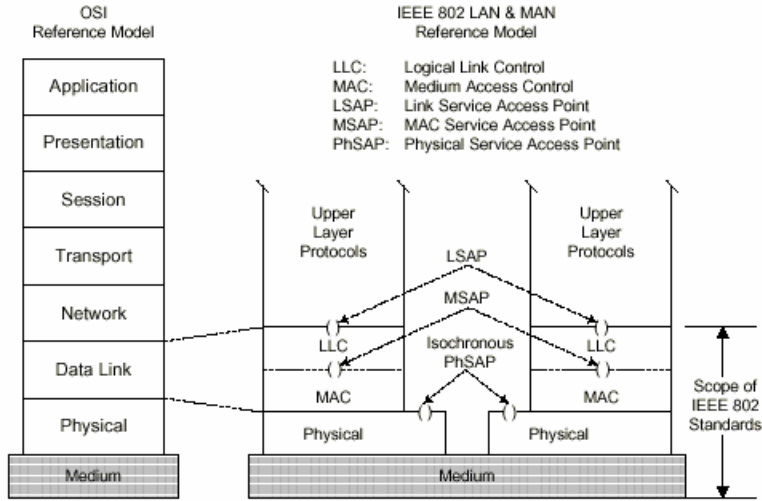 OSI
Reference Model
Application
Presentation
Session
Transport
Network
Data Link
Physical
Medium
IEEE 802 LAN & MAN
Reference Model
LLC: Logical Link Control
MAC: Medium Access Control
LSAP: Link Service Access Point
MSAP: MAC Service Access Point
PhSAP: Physical Service Access Point
Upper
Layer
Protocols
LSAP
MSAP
Isochronous
PhSAP
Upper
Layer
Protocols
LLC
MAC
Physical
LLC
MAC
Physical
Medium
Scope of
IEEE 802
Standards